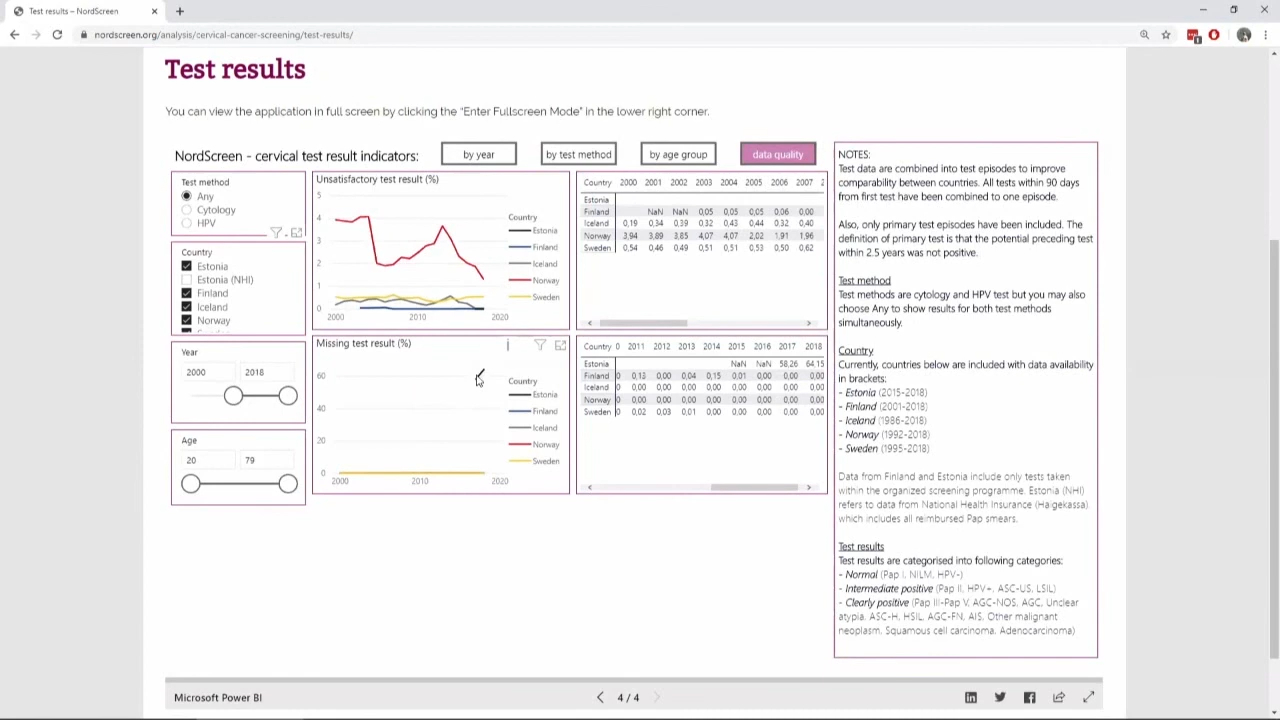 Test results – NordScreen
nordscreen.org/analysis/cervical-cancer-screening/test-results/
Test results
You can view the application in full screen by clicking the "Enter Fullscreen Mode" in the lower right corner.
NordScreen - cervical test result indicators:
by year
by test method
by age group
data quality
Test method
Any
Cytology
HPV
Country
Estonia
Estonia (NHI)
Finland
Iceland
Norway
Year
2000 2018
Age
20 79
Unsatisfactory test result (%)
5
4
3
2
1
0
2000 2010 2020
Country
Estonia
Finland
Iceland
Norway
Sweden
Country 2000 2001 2002 2003 2004 2005 2006 2007 2
Estonia
Finland NaN NaN 0,05 0,05 0,05 0,06 0,00
Iceland 0,19 0,34 0,39 0,32 0,43 0,44 0,32 0,40
Norway 3,94 3,89 3,85 4,07 4,07 2,02 1,91 1,96
Sweden 0,54 0,46 0,49 0,51 0,51 0,53 0,50 0,62
Missing test result (%)
60
40
20
0
2000 2010 2020
Country
Estonia
Finland
Iceland
Norway
Sweden
Country 0 2011 2012 2013 2014 2015 2016 2017 2018
Estonia NaN NaN 58,26 64,15
Finland 0 0,13 0,00 0,04 0,15 0,01 0,00 0,00 0,00
Iceland 0 0,00 0,00 0,00 0,00 0,00 0,00 0,00 0,00
Norway 0 0,00 0,00 0,00 0,00 0,00 0,00 0,00 0,00
Sweden 0 0,02 0,03 0,01 0,00 0,00 0,00 0,00 0,00
NOTES:
Test data are combined into test episodes to improve
comparability between countries. All tests within 90 days
from first test have been combined to one episode.
Also, only primary test episodes have been included. The
definition of primary test is that the potential preceding test
within 2.5 years was not positive.
Test method
Test methods are cytology and HPV test but you may also
choose Any to show results for both test methods
simultaneously.
Country
Currently, countries below are included with data availability
in brackets:
- Estonia (2015-2018)
- Finland (2001-2018)
- Iceland (1986-2018)
- Norway (1992-2018)
- Sweden (1995-2018)
Data from Finland and Estonia include only tests taken
within the organized screening programme. Estonia (NHI)
refers to data from National Health Insurance (Haigekassa)
which includes all reimbursed Pap smears.
Test results
Test results are categorised into following categories:
- Normal (Pap I, NILM, HPV-)
- Intermediate positive (Pap II, HPV+, ASC-US, LSIL)
- Clearly positive (Pap III-Pap V, AGC-NOS, AGC, Unclear
atypia, ASC-H, HSIL, AGC-FN, AIS, Other malignant
neoplasm, Squamous cell carcinoma, Adenocarcinoma)
Microsoft Power BI
4 / 4